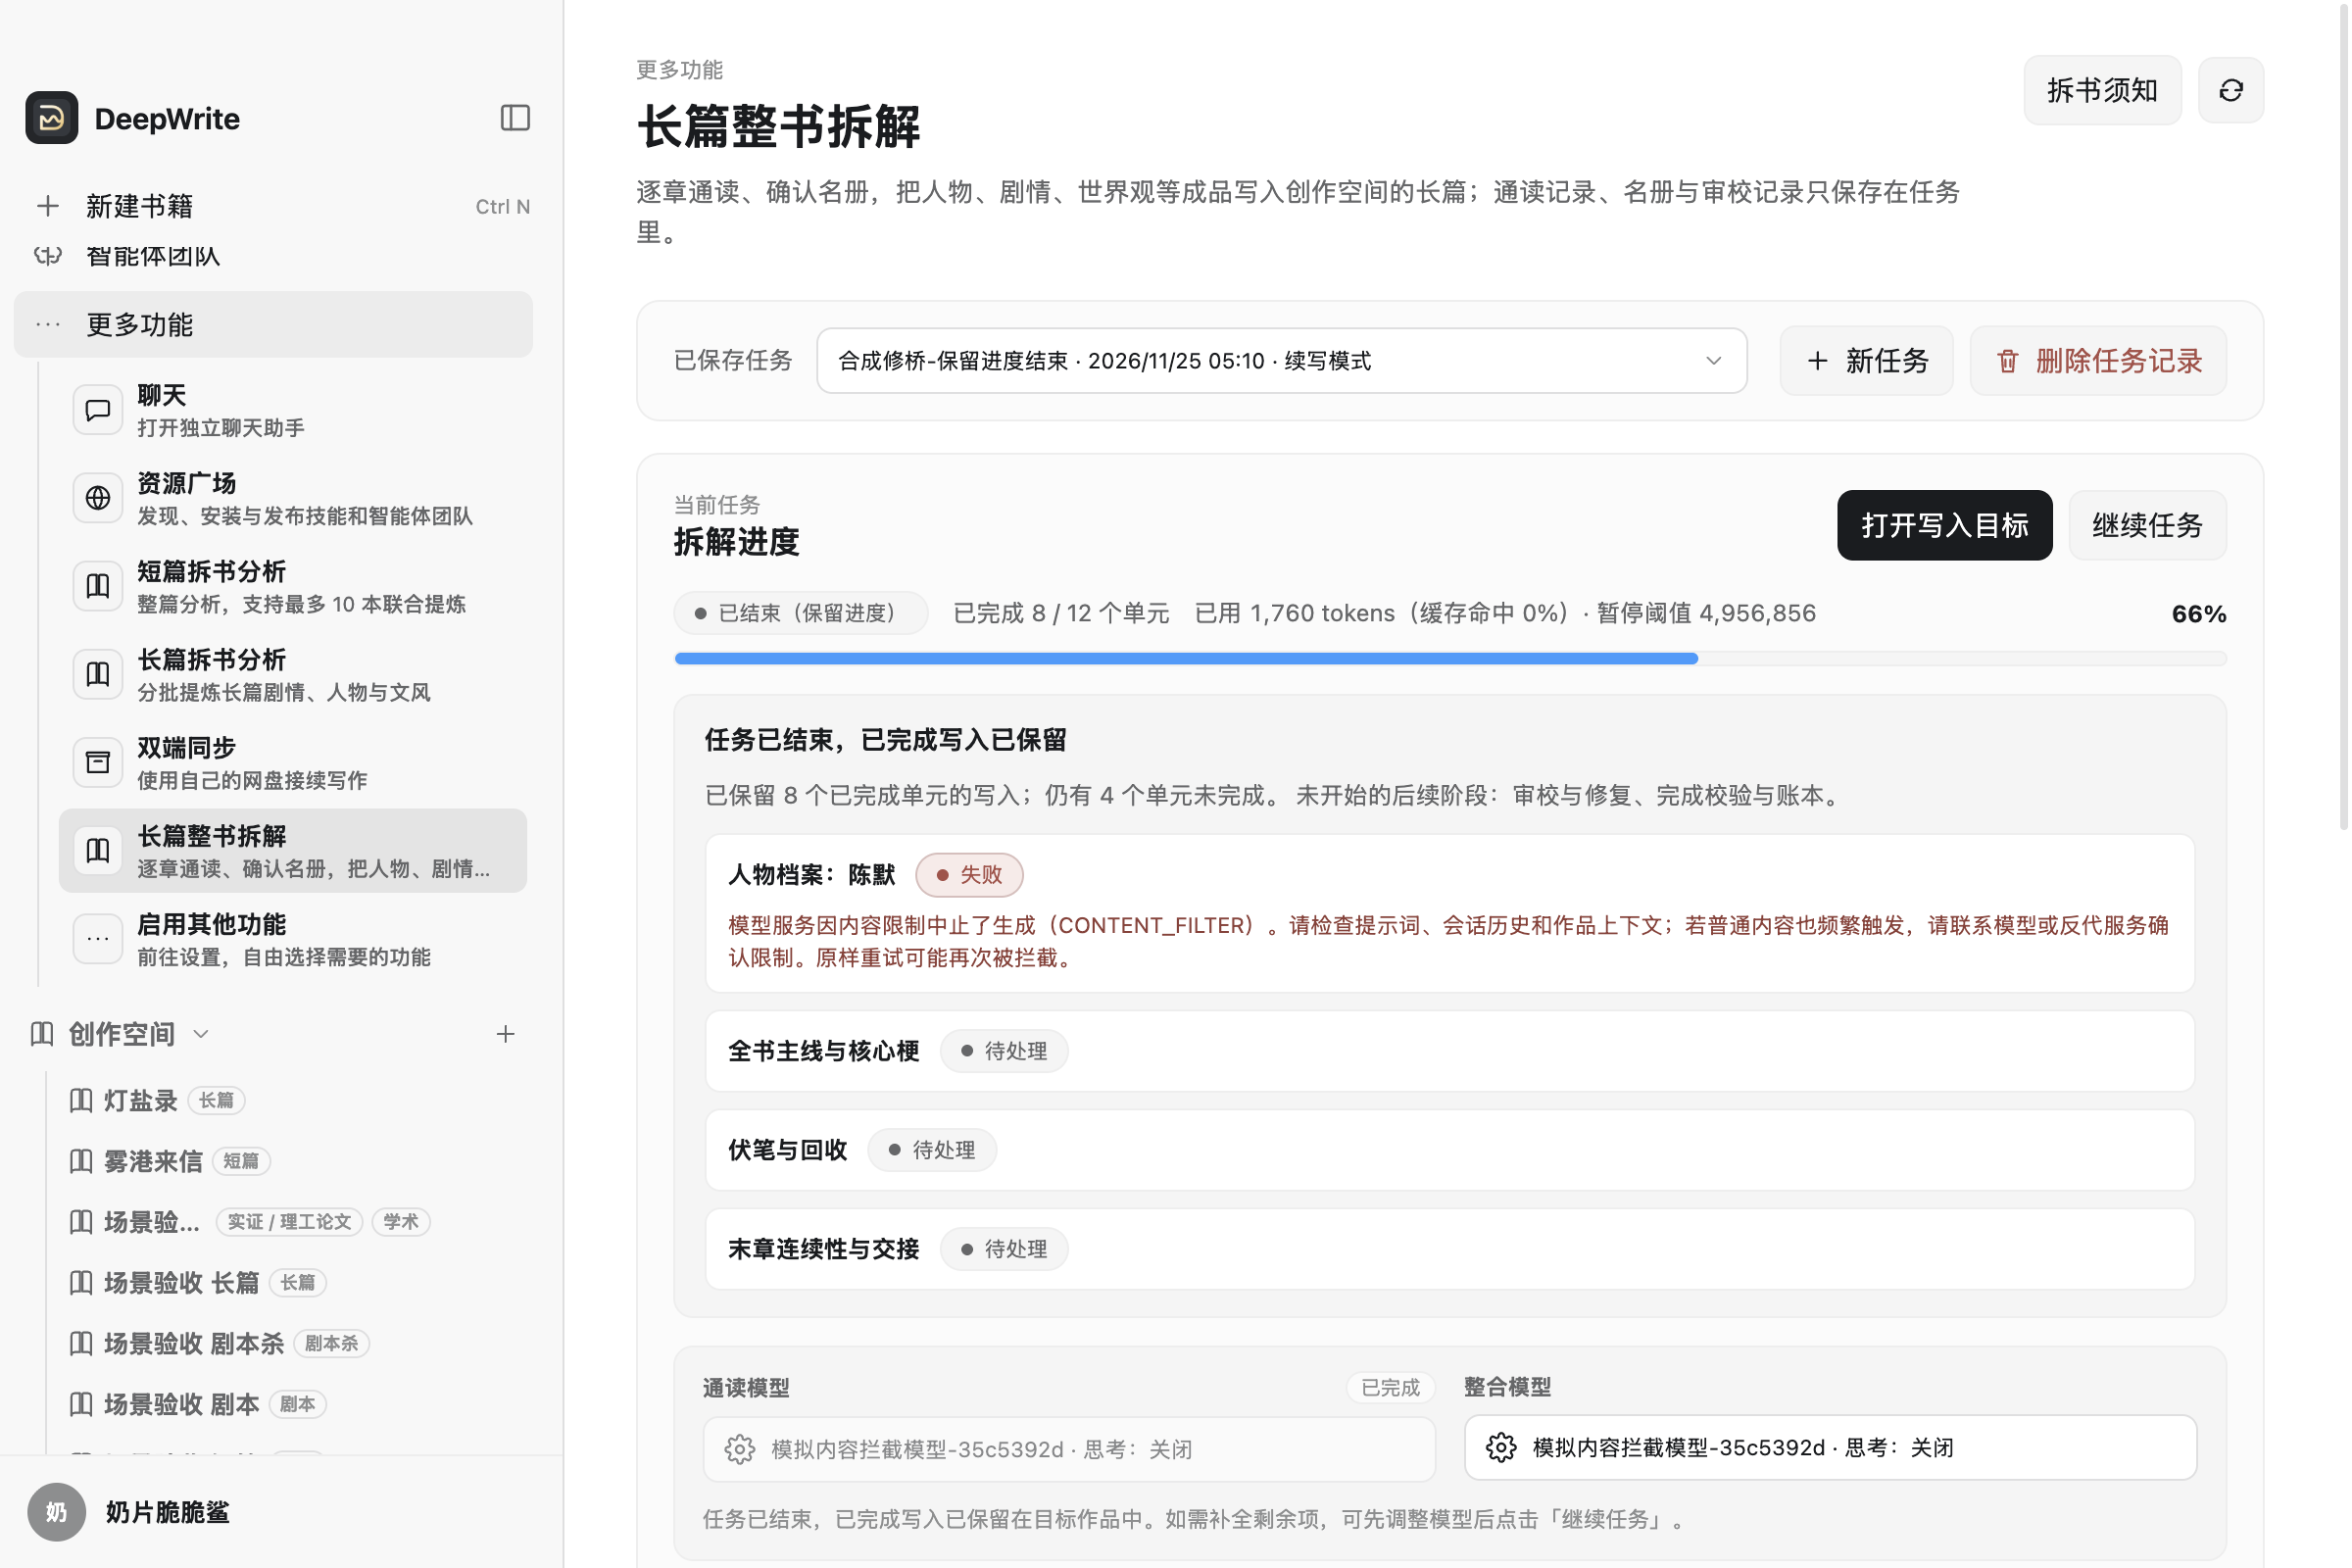 DeepWrite
新建书籍
Ctrl N
智能体团队
更多功能
聊天
打开独立聊天助手
资源广场
发现、安装与发布技能和智能体团队
短篇拆书分析
整篇分析，支持最多 10 本联合提炼
长篇拆书分析
分批提炼长篇剧情、人物与文风
双端同步
使用自己的网盘接续写作
长篇整书拆解
逐章通读、确认名册，把人物、剧情...
启用其他功能
前往设置，自由选择需要的功能
创作空间
灯盐录 长篇
雾港来信 短篇
场景验... 实证 / 理工论文 学术
场景验收 长篇 长篇
场景验收 剧本杀 剧本杀
场景验收 剧本 剧本
奶 奶片脆脆鲨
更多功能
长篇整书拆解
逐章通读、确认名册，把人物、剧情、世界观等成品写入创作空间的长篇；通读记录、名册与审校记录只保存在任务
里。
拆书须知
已保存任务
合成修桥-保留进度结束 · 2026/11/25 05:10 · 续写模式
新任务
删除任务记录
当前任务
拆解进度
打开写入目标
继续任务
已结束（保留进度） 已完成 8 / 12 个单元 已用 1,760 tokens（缓存命中 0%）· 暂停阈值 4,956,856
66%
任务已结束，已完成写入已保留
已保留 8 个已完成单元的写入；仍有 4 个单元未完成。 未开始的后续阶段：审校与修复、完成校验与账本。
人物档案：陈默 失败
模型服务因内容限制中止了生成（CONTENT_FILTER）。请检查提示词、会话历史和作品上下文；若普通内容也频繁触发，请联系模型或反代服务确
认限制。原样重试可能再次被拦截。
全书主线与核心梗 待处理
伏笔与回收 待处理
末章连续性与交接 待处理
通读模型
已完成
模拟内容拦截模型-35c5392d · 思考：关闭
整合模型
模拟内容拦截模型-35c5392d · 思考：关闭
任务已结束，已完成写入已保留在目标作品中。如需补全剩余项，可先调整模型后点击「继续任务」。